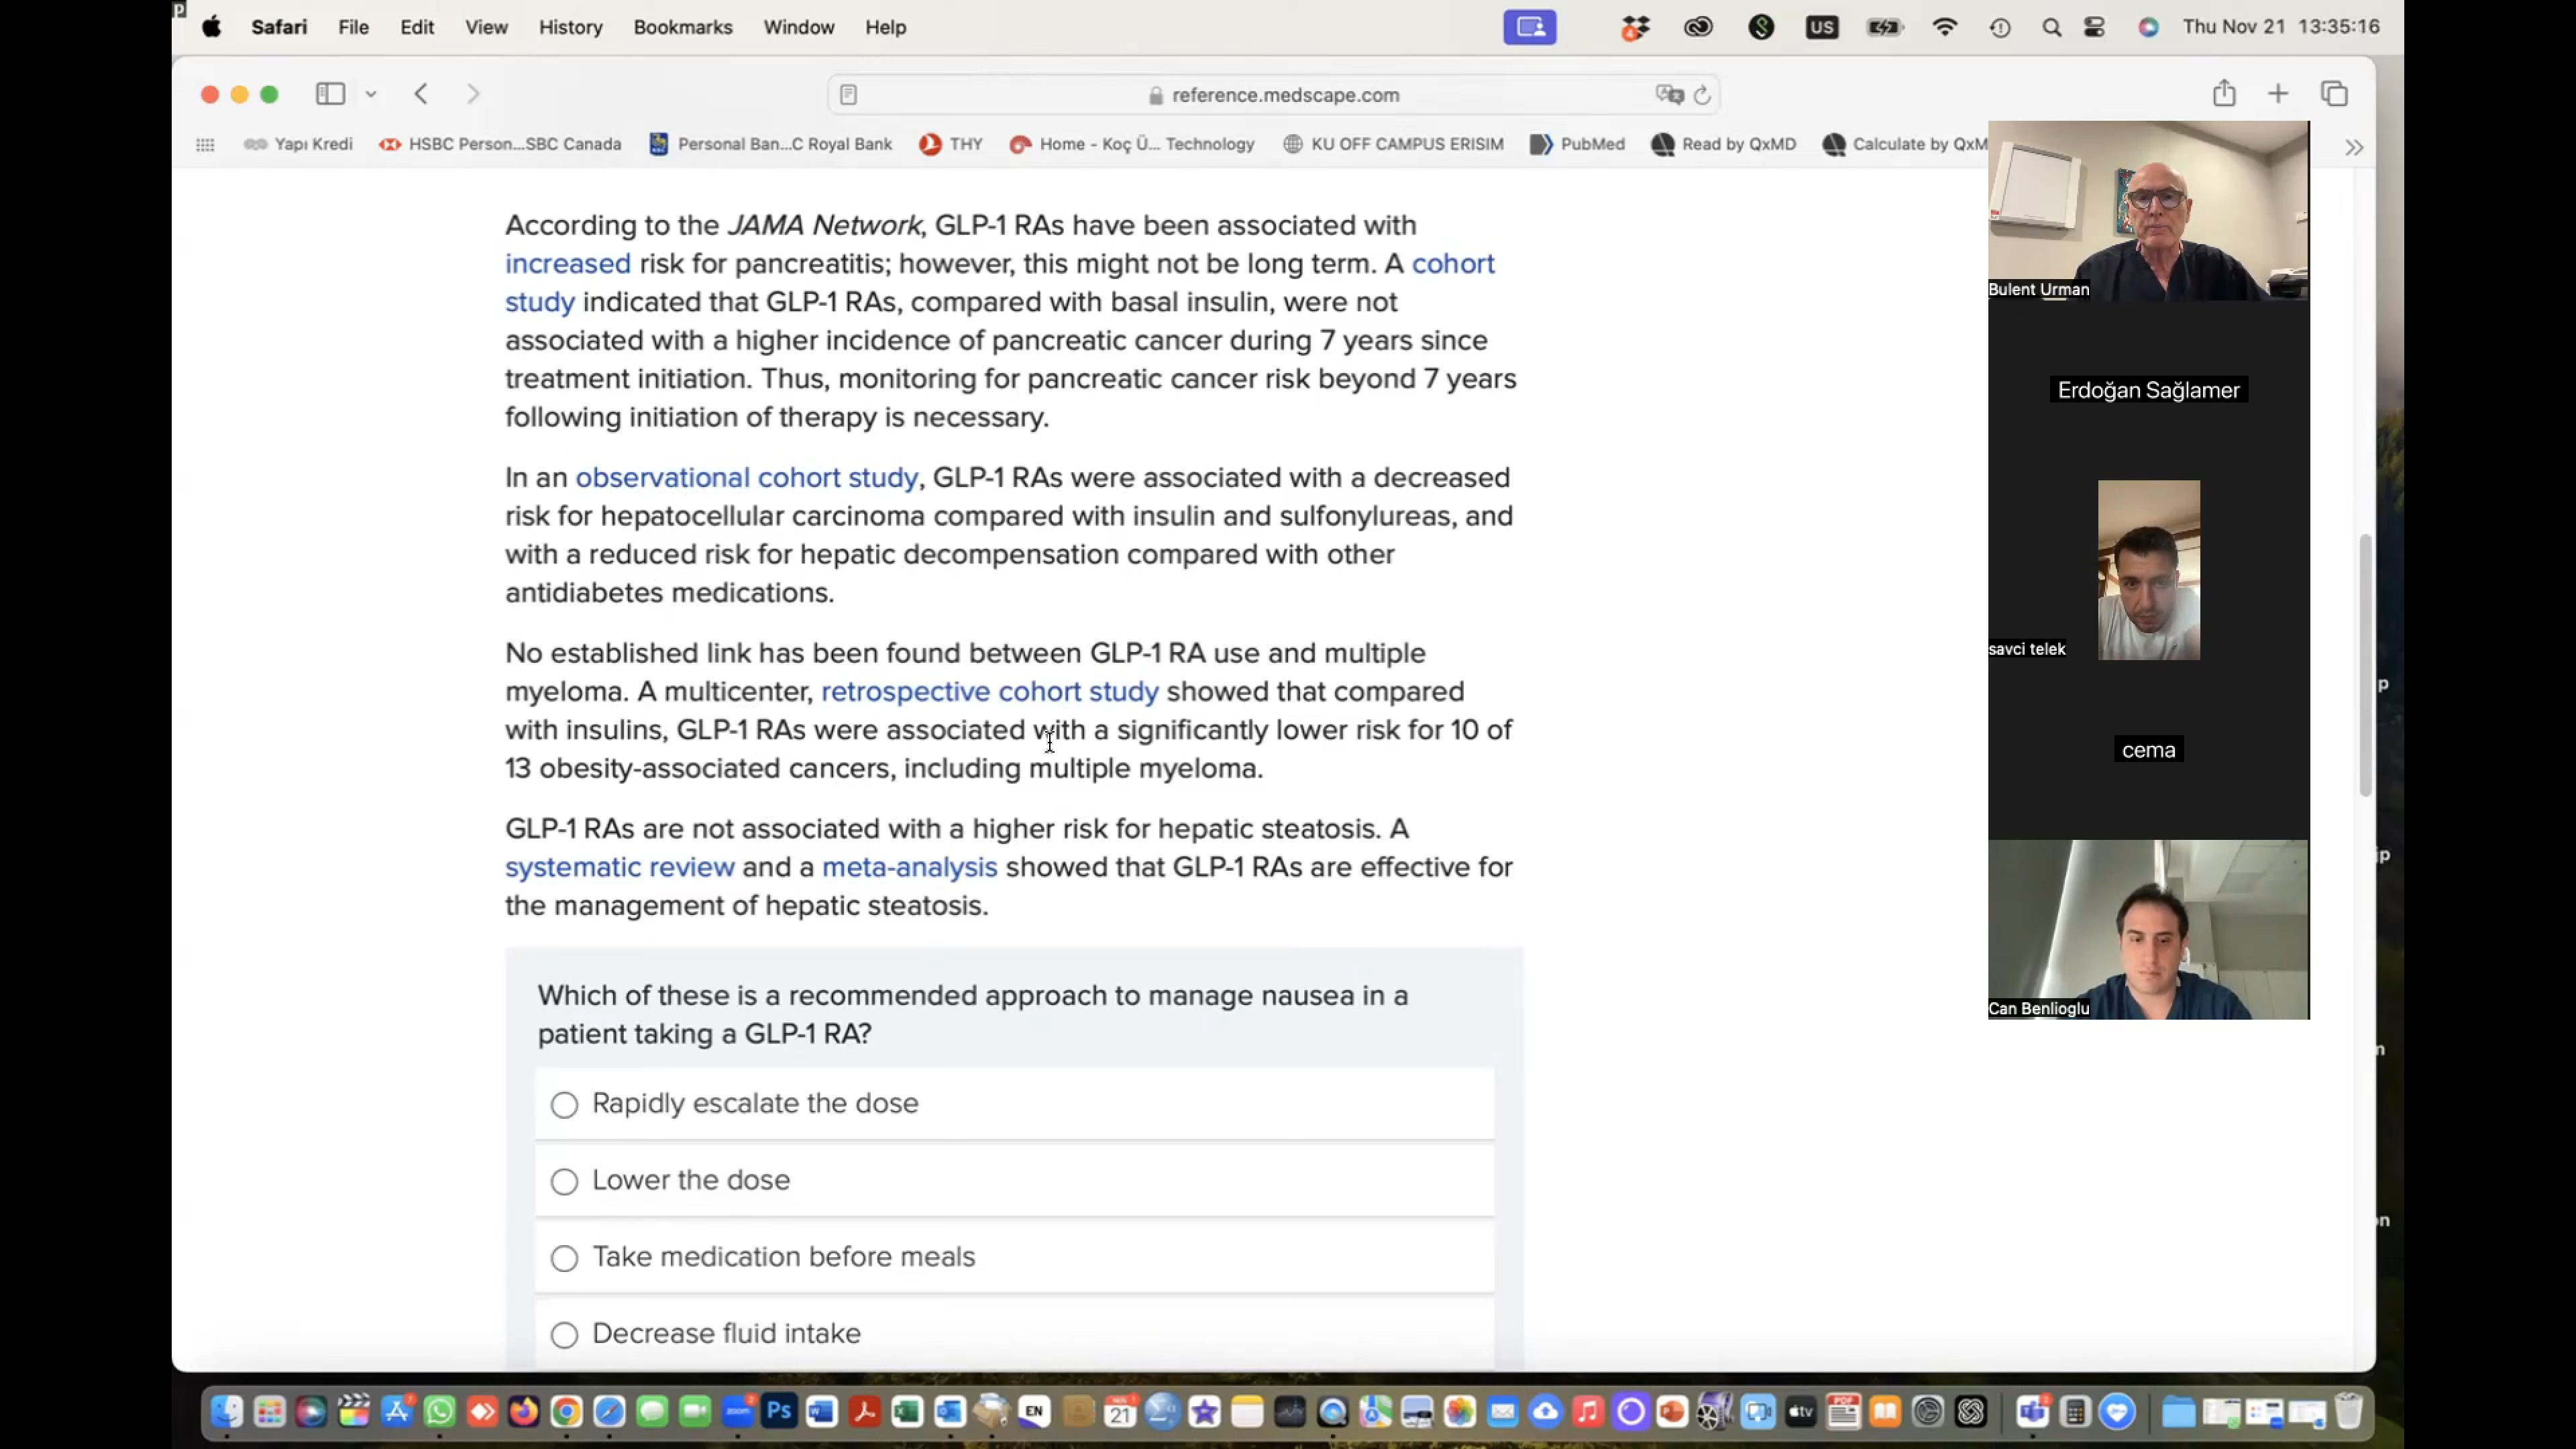 Safari File Edit View History Bookmarks Window Help US Thu Nov 21 13:35:16
reference.medscape.com
Yapı Kredi HSBC Person...SBC Canada Personal Ban...C Royal Bank THY Home - Koç Ü... Technology KU OFF CAMPUS ERISIM PubMed Read by QxMD Calculate by QxM
According to the JAMA Network, GLP-1 RAs have been associated with
increased risk for pancreatitis; however, this might not be long term. A cohort
study indicated that GLP-1 RAs, compared with basal insulin, were not
associated with a higher incidence of pancreatic cancer during 7 years since
treatment initiation. Thus, monitoring for pancreatic cancer risk beyond 7 years
following initiation of therapy is necessary.
In an observational cohort study, GLP-1 RAs were associated with a decreased
risk for hepatocellular carcinoma compared with insulin and sulfonylureas, and
with a reduced risk for hepatic decompensation compared with other
antidiabetes medications.
No established link has been found between GLP-1 RA use and multiple
myeloma. A multicenter, retrospective cohort study showed that compared
with insulins, GLP-1 RAs were associated with a significantly lower risk for 10 of
13 obesity-associated cancers, including multiple myeloma.
GLP-1 RAs are not associated with a higher risk for hepatic steatosis. A
systematic review and a meta-analysis showed that GLP-1 RAs are effective for
the management of hepatic steatosis.
Which of these is a recommended approach to manage nausea in a
patient taking a GLP-1 RA?
Rapidly escalate the dose
Lower the dose
Take medication before meals
Decrease fluid intake
Bulent Urman
Erdoğan Sağlamer
savci telek
cema
Can Benlioglu
zoom Ps EN 21 tv PDF